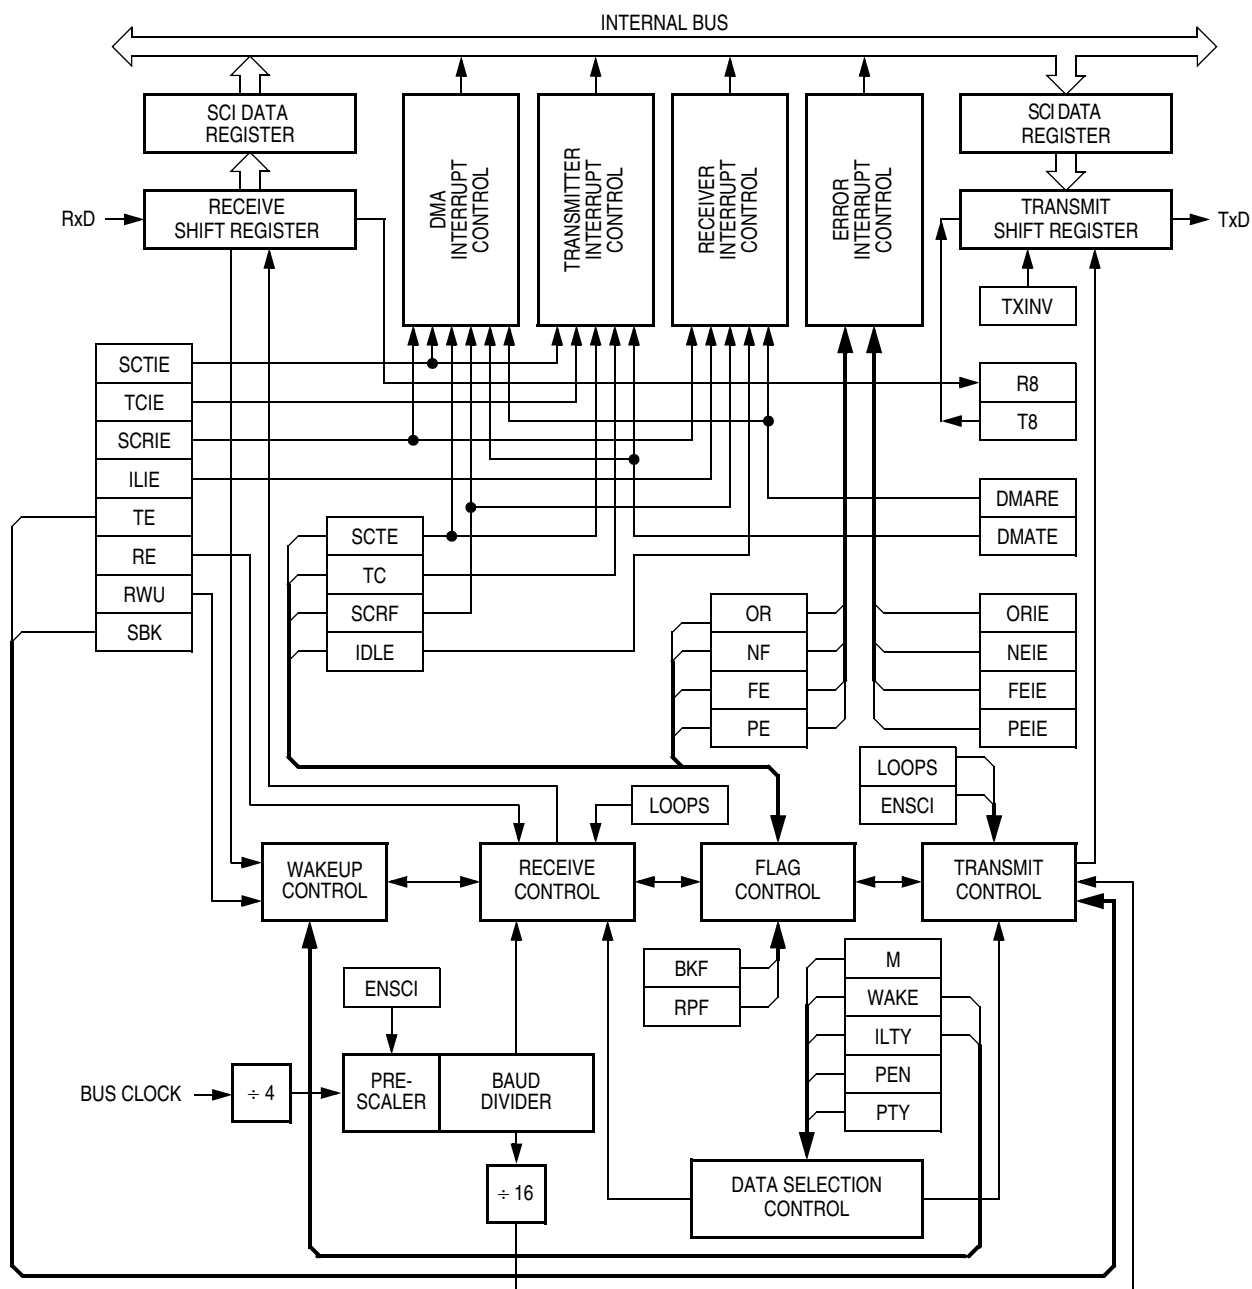 INTERNAL BUS
SCI DATA
REGISTER
DMA
INTERRUPT
CONTROL
TRANSMITTER
INTERRUPT
CONTROL
RECEIVER
INTERRUPT
CONTROL
ERROR
INTERRUPT
CONTROL
SCI DATA
REGISTER
RxD
RECEIVE
SHIFT REGISTER
TRANSMIT
SHIFT REGISTER
TxD
TXINV
SCTIE
TCIE
SCRIE
ILIE
TE
RE
RWU
SBK
R8
T8
DMARE
DMATE
SCTE
TC
SCRF
IDLE
OR
NF
FE
PE
ORIE
NEIE
FEIE
PEIE
LOOPS
LOOPS
ENSCI
WAKEUP
CONTROL
RECEIVE
CONTROL
FLAG
CONTROL
TRANSMIT
CONTROL
BKF
RPF
M
WAKE
ILTY
PEN
PTY
ENSCI
BUS CLOCK
÷ 4
PRE-
SCALER
BAUD
DIVIDER
÷ 16
DATA SELECTION
CONTROL